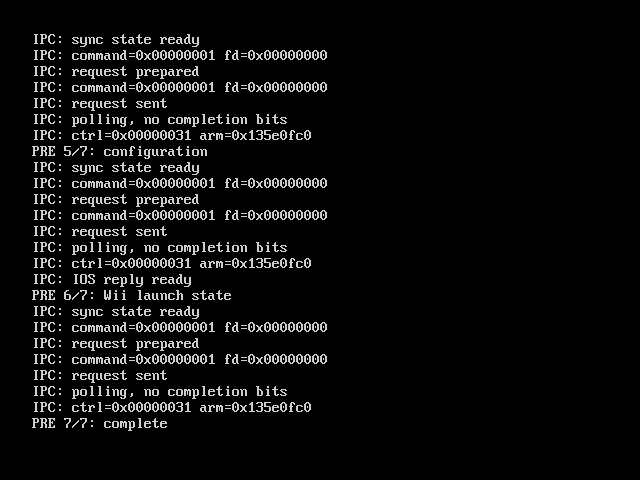 IPC: sync state ready
IPC: command=0x00000001 fd=0x00000000
IPC: request prepared
IPC: command=0x00000001 fd=0x00000000
IPC: request sent
IPC: polling, no completion bits
IPC: ctrl=0x00000031 arm=0x135e0fc0
PRE 5/7: configuration
IPC: sync state ready
IPC: command=0x00000001 fd=0x00000000
IPC: request prepared
IPC: command=0x00000001 fd=0x00000000
IPC: request sent
IPC: polling, no completion bits
IPC: ctrl=0x00000031 arm=0x135e0fc0
IPC: IOS reply ready
PRE 6/7: Wii launch state
IPC: sync state ready
IPC: command=0x00000001 fd=0x00000000
IPC: request prepared
IPC: command=0x00000001 fd=0x00000000
IPC: request sent
IPC: polling, no completion bits
IPC: ctrl=0x00000031 arm=0x135e0fc0
PRE 7/7: complete